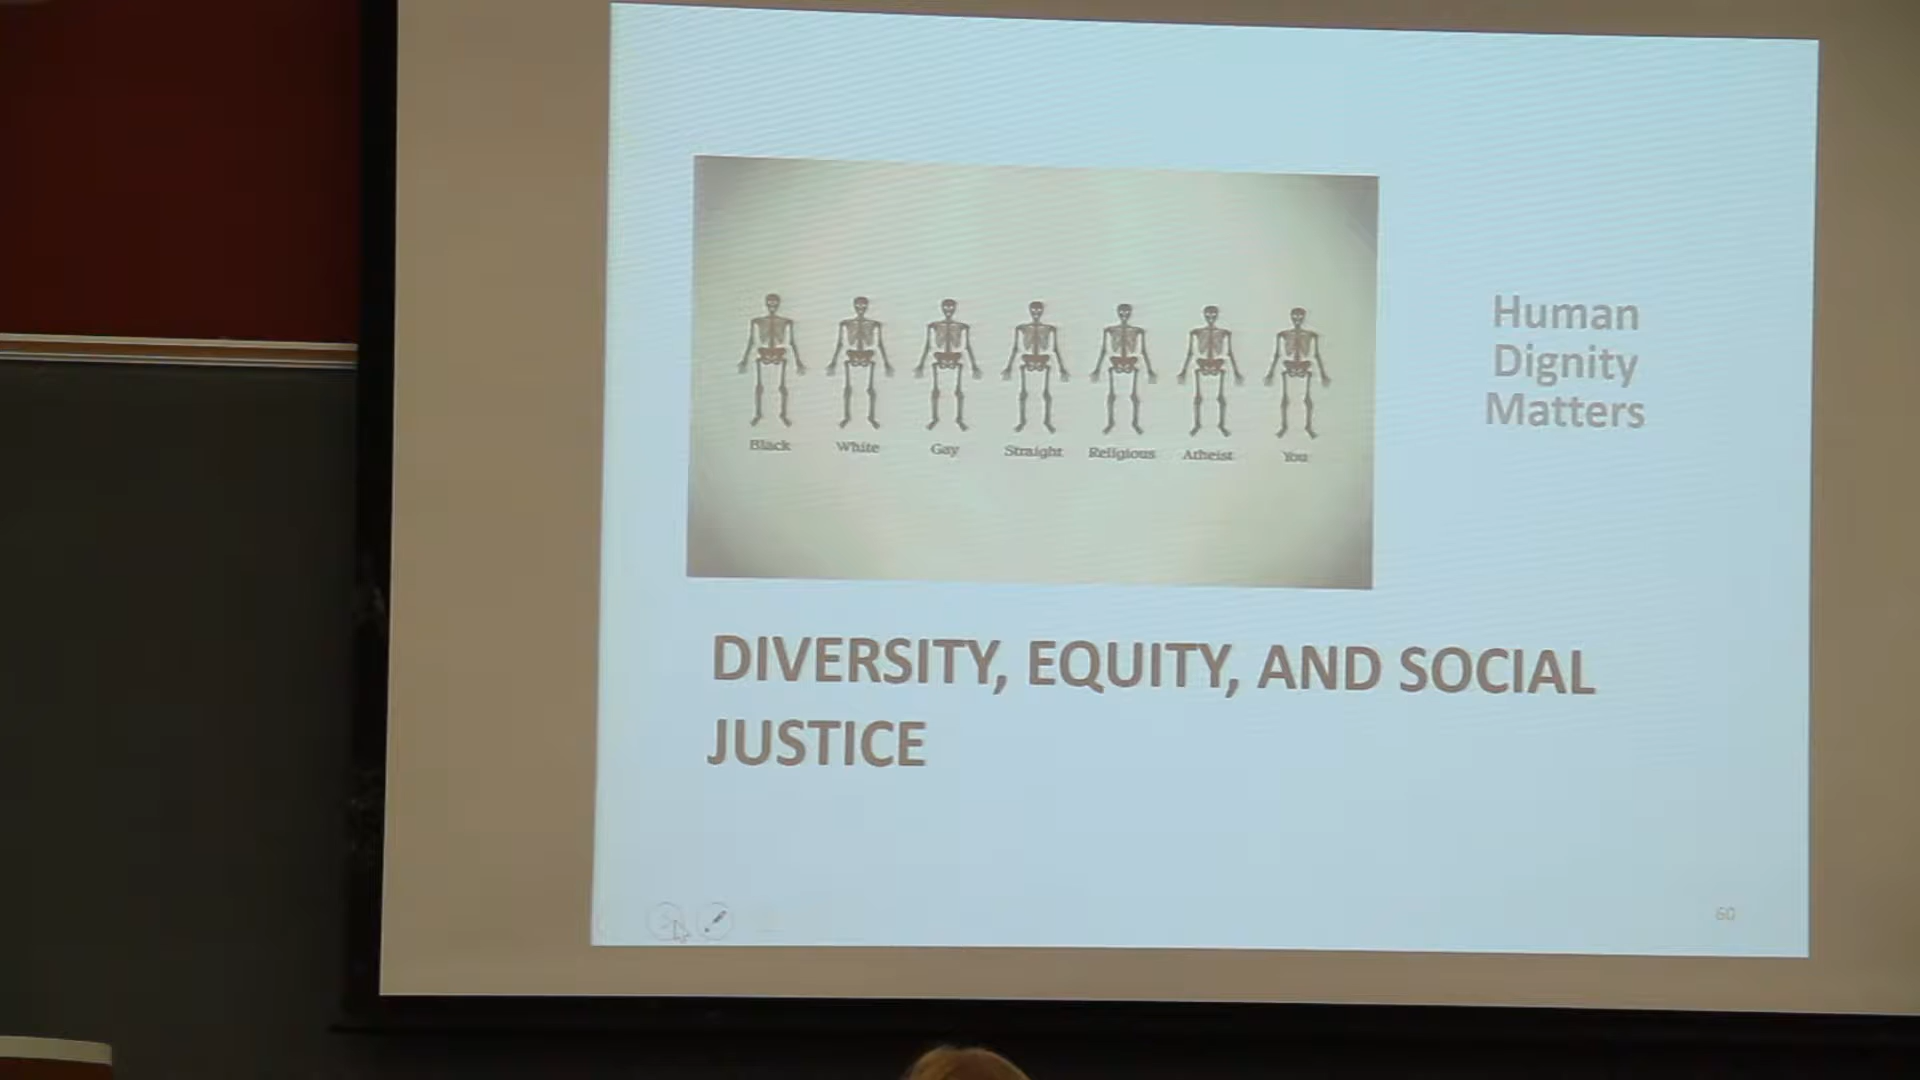 Human
Dignity
Matters
Black White Gay Straight Religious Atheist You
DIVERSITY, EQUITY, AND SOCIAL
JUSTICE
60